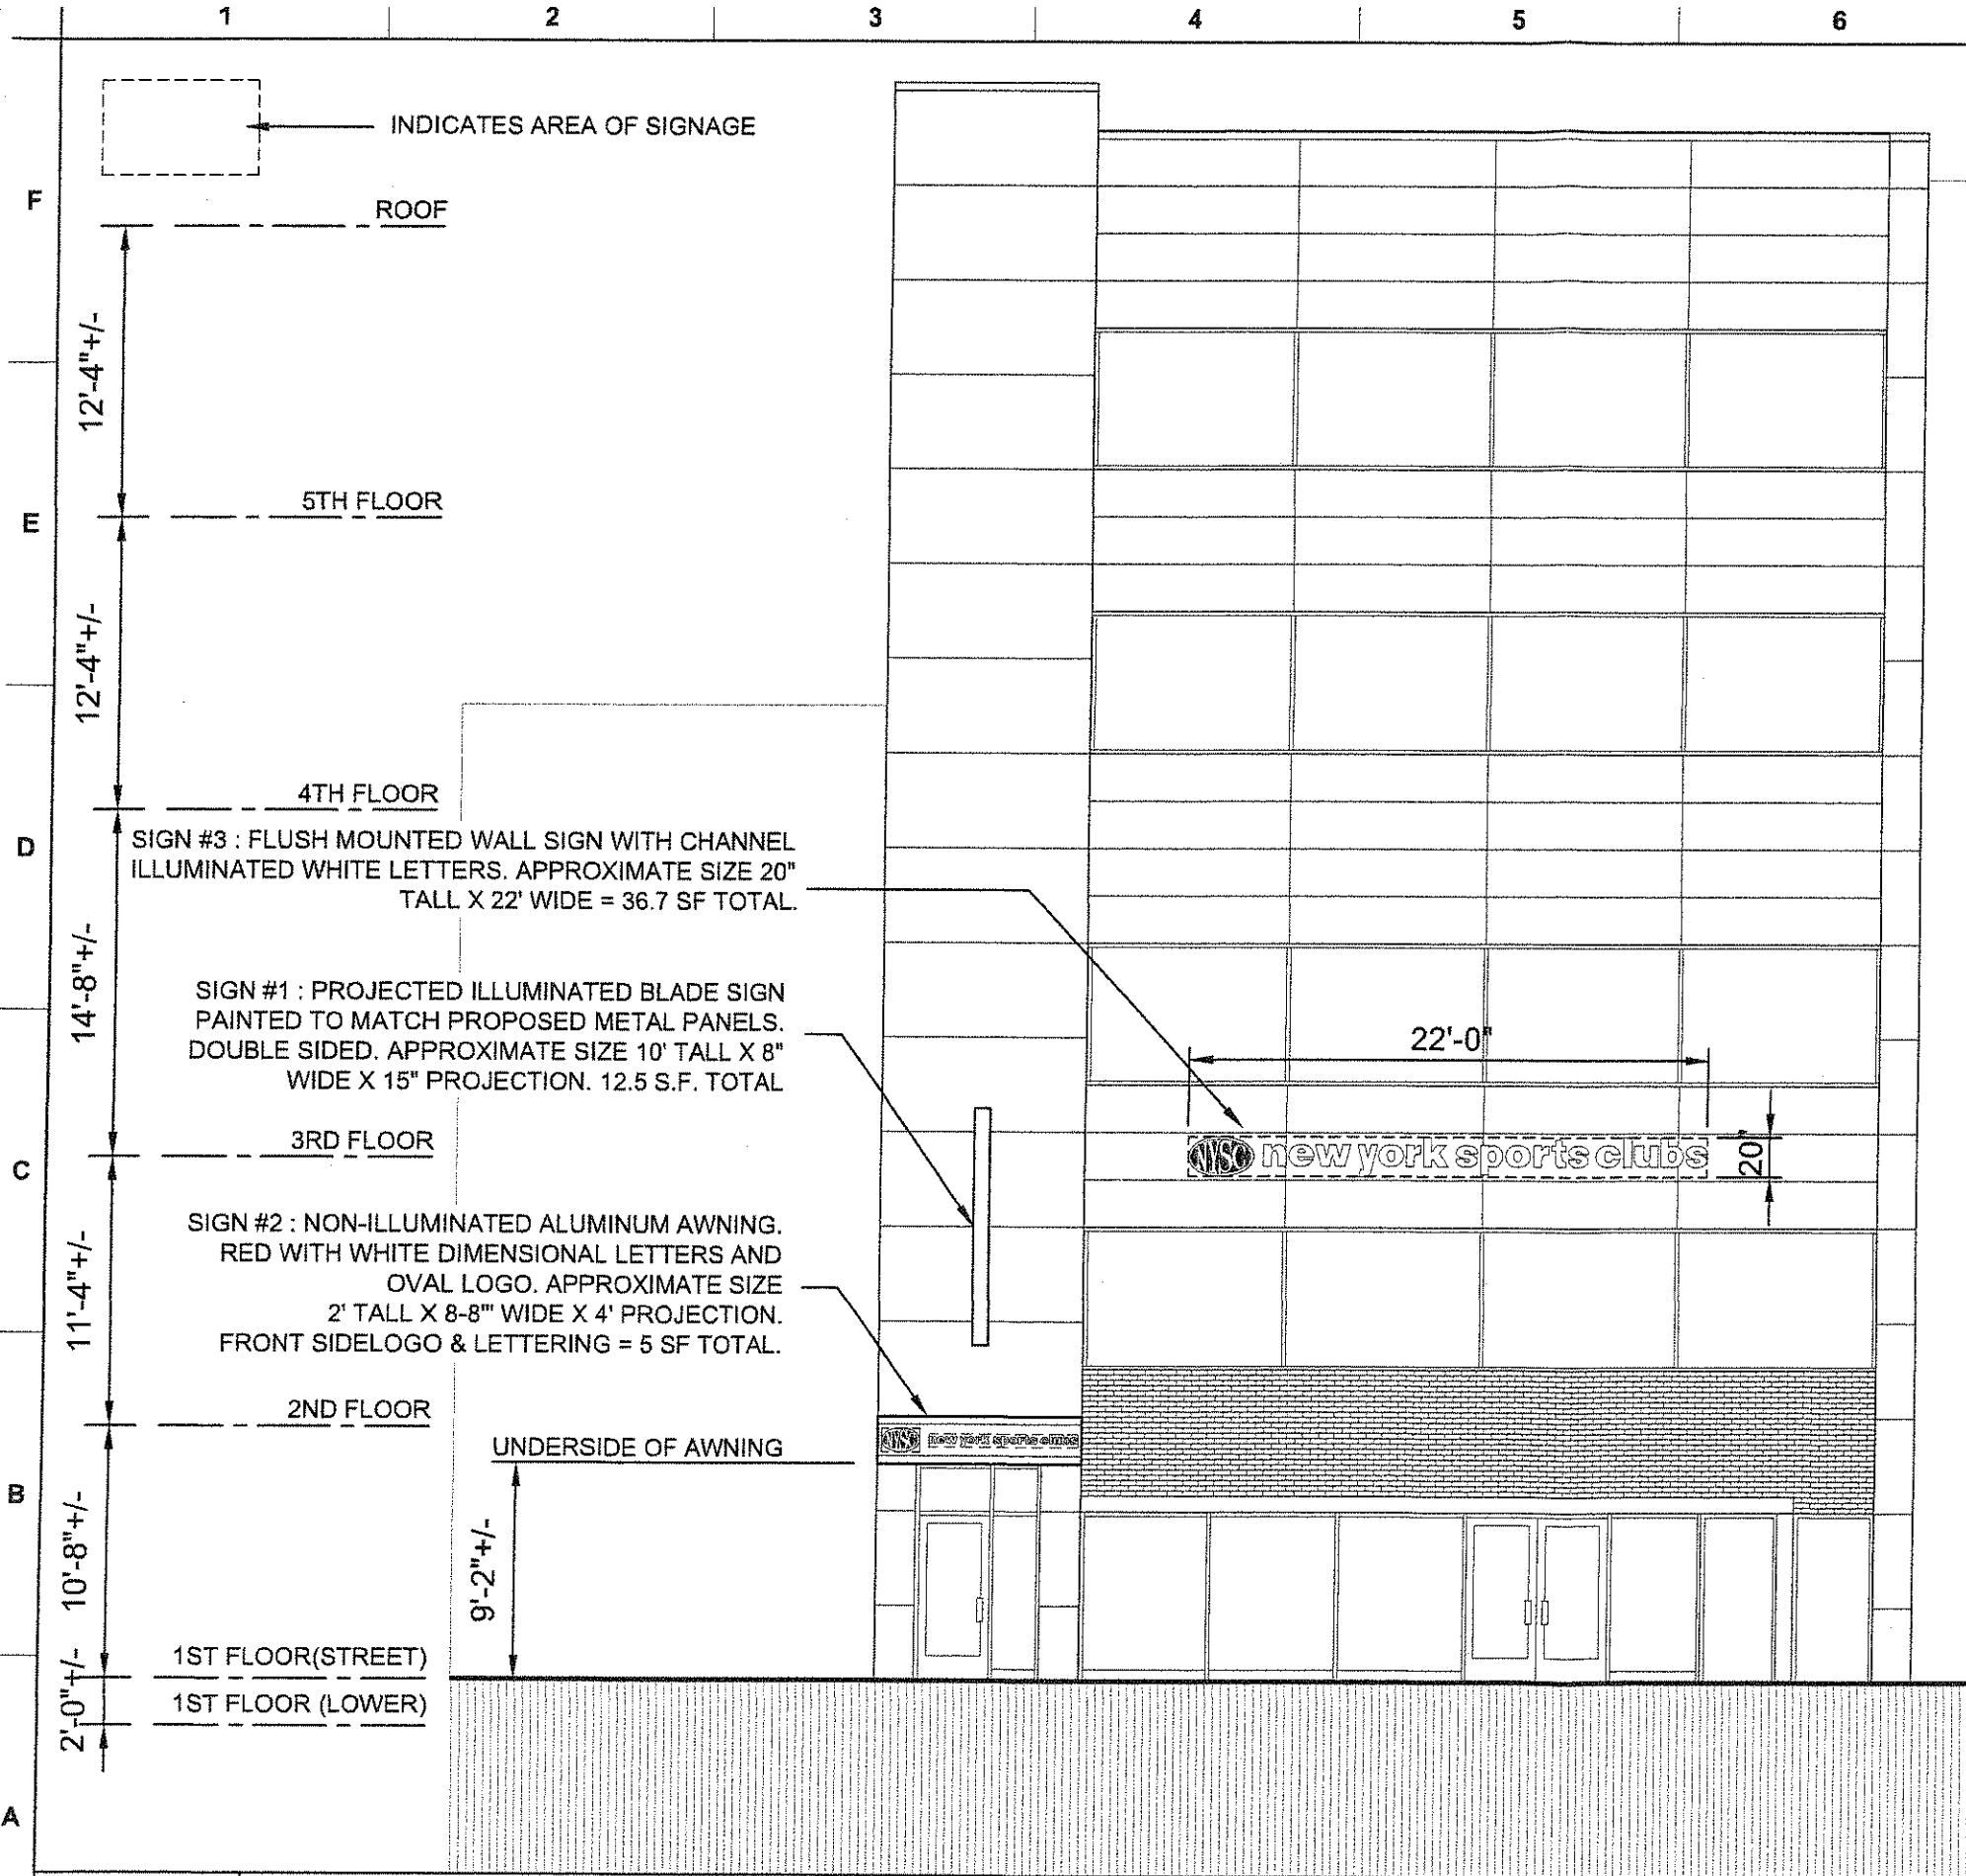 1 2 3 4 5 6
INDICATES AREA OF SIGNAGE
F
ROOF
12'-4"+/-
E
5TH FLOOR
12'-4"+/-
4TH FLOOR
D
SIGN #3 : FLUSH MOUNTED WALL SIGN WITH CHANNEL
ILLUMINATED WHITE LETTERS. APPROXIMATE SIZE 20"
TALL X 22' WIDE = 36.7 SF TOTAL.
14'-8"+/-
SIGN #1 : PROJECTED ILLUMINATED BLADE SIGN
PAINTED TO MATCH PROPOSED METAL PANELS.
DOUBLE SIDED. APPROXIMATE SIZE 10' TALL X 8"
WIDE X 15" PROJECTION. 12.5 S.F. TOTAL
22'-0"
3RD FLOOR
C
NYSC new york sports clubs
20"
SIGN #2 : NON-ILLUMINATED ALUMINUM AWNING.
RED WITH WHITE DIMENSIONAL LETTERS AND
OVAL LOGO. APPROXIMATE SIZE
2' TALL X 8-8'" WIDE X 4' PROJECTION.
FRONT SIDELOGO & LETTERING = 5 SF TOTAL.
11'-4"+/-
2ND FLOOR
UNDERSIDE OF AWNING
NYSC new york sports clubs
B
10'-8"+/-
9'-2"+/-
1ST FLOOR(STREET)
1ST FLOOR (LOWER)
2'-0"+/-
A